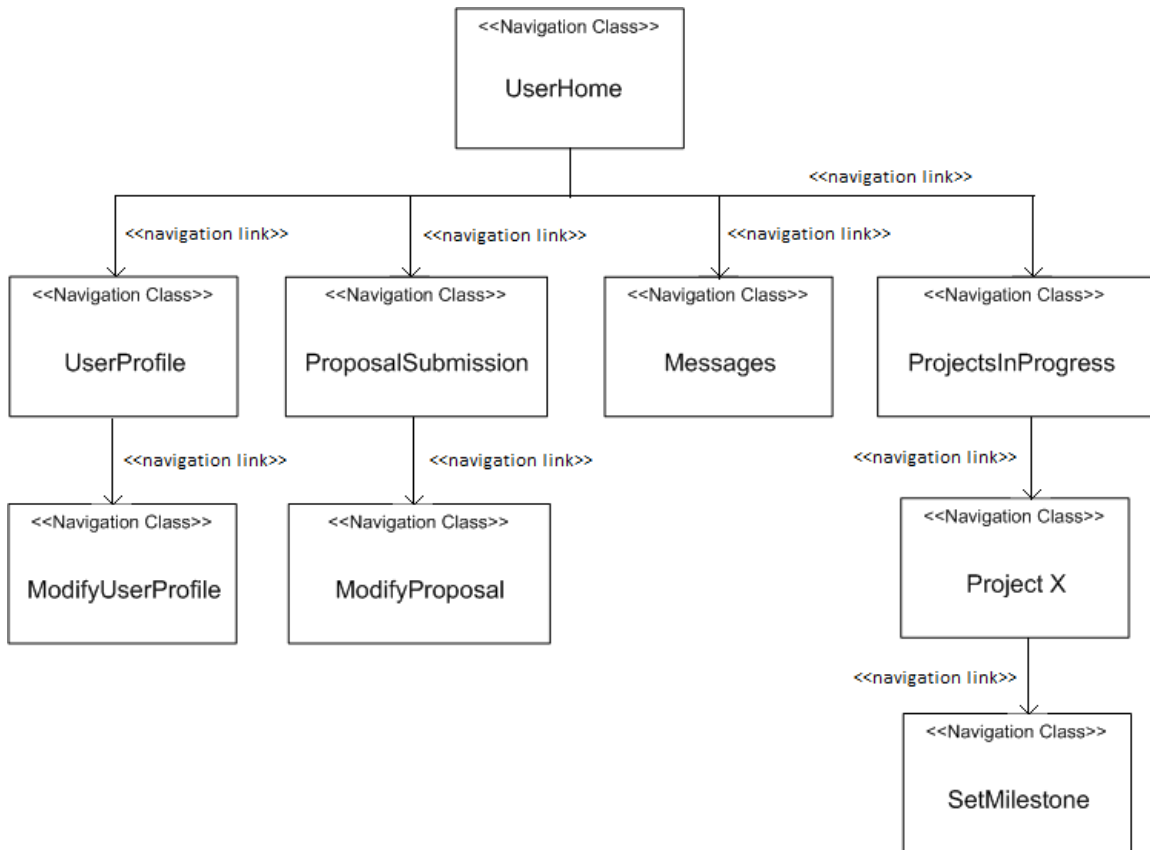 <<Navigation Class>>
UserHome
<<navigation link>>
<<navigation link>>
<<navigation link>>
<<navigation link>>
<<Navigation Class>>
UserProfile
<<Navigation Class>>
ProposalSubmission
<<Navigation Class>>
Messages
<<Navigation Class>>
ProjectsInProgress
<<navigation link>>
<<navigation link>>
<<navigation link>>
<<Navigation Class>>
ModifyUserProfile
<<Navigation Class>>
ModifyProposal
<<Navigation Class>>
Project X
<<navigation link>>
<<Navigation Class>>
SetMilestone